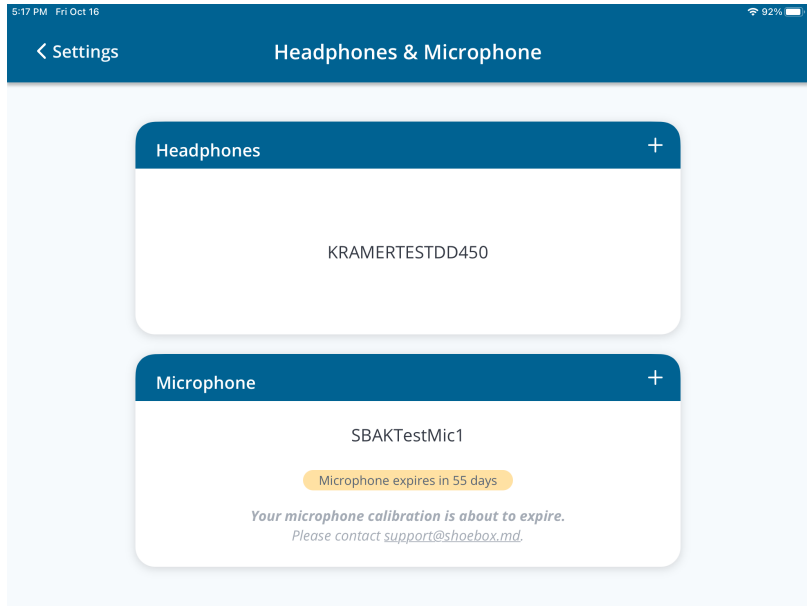 5:17 PM Fri Oct 16 92%
Settings Headphones & Microphone
Headphones +
KRAMERTESTDD450
Microphone +
SBAKTestMic1
Microphone expires in 55 days
Your microphone calibration is about to expire.
Please contact support@shoebox.md.